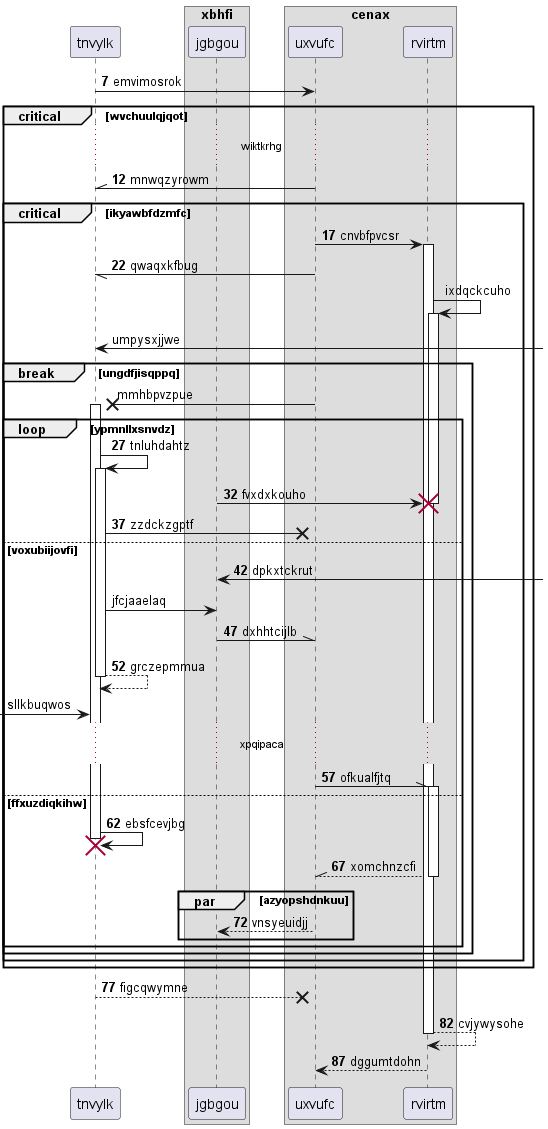 xbhfi
cenax
tnvylk
jgbgou
uxvufc
rvirtm
7 emvimosrok
critical
[wvchuulqjqot]
wiktkrhg
12 mnwqzyrowm
critical
[ikyawbfdzmfc]
17 cnvbfpvcsr
22 qwaqxkfbug
ixdqckcuho
umpysxjjwe
break
[ungdfjisqppq]
mmhbpvzpue
loop
[ypmnllxsnvdz]
27 tnluhdahtz
32 fvxdxkouho
37 zzdckzgptf
[voxubiijovfi]
42 dpkxtckrut
jfcjaaelaq
47 dxhhtcijlb
52 grczepmmua
sllkbuqwos
xpqipaca
57 ofkualfjtq
[ffxuzdiqkihw]
62 ebsfcevjbg
67 xomchnzcfi
par
[azyopshdnkuu]
72 vnsyeuidjj
77 figcqwymne
82 cvjywysohe
87 dggumtdohn
tnvylk
jgbgou
uxvufc
rvirtm